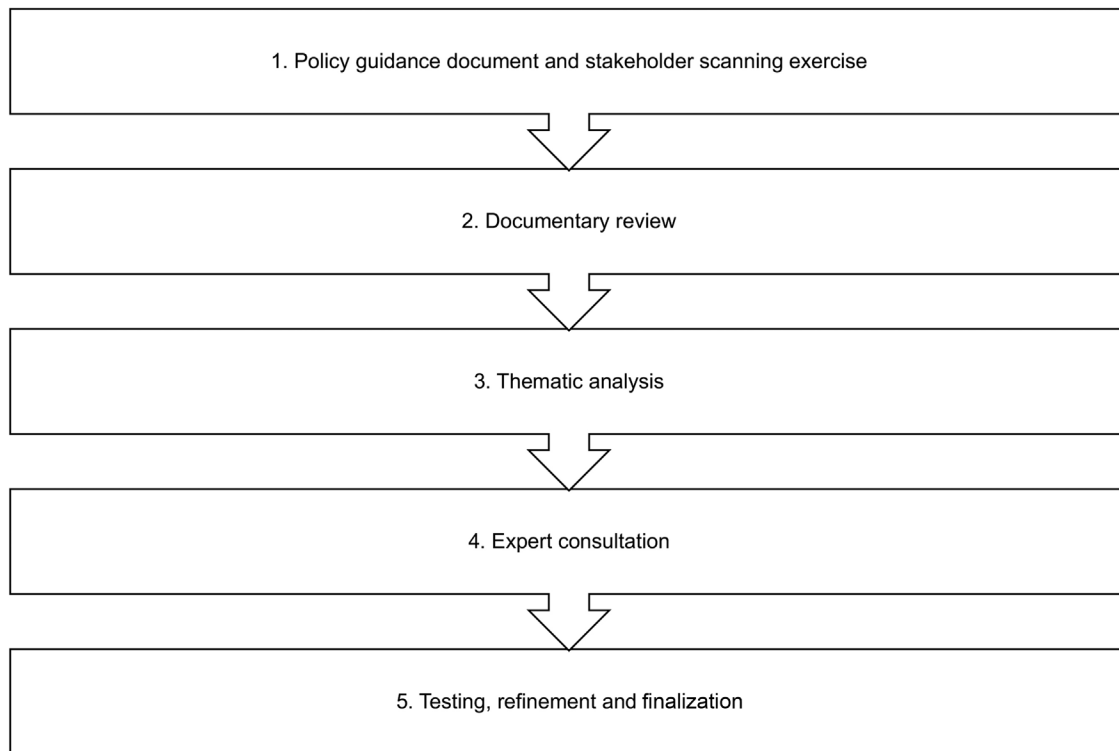 1. Policy guidance document and stakeholder scanning exercise
2. Documentary review
3. Thematic analysis
4. Expert consultation
5. Testing, refinement and finalization